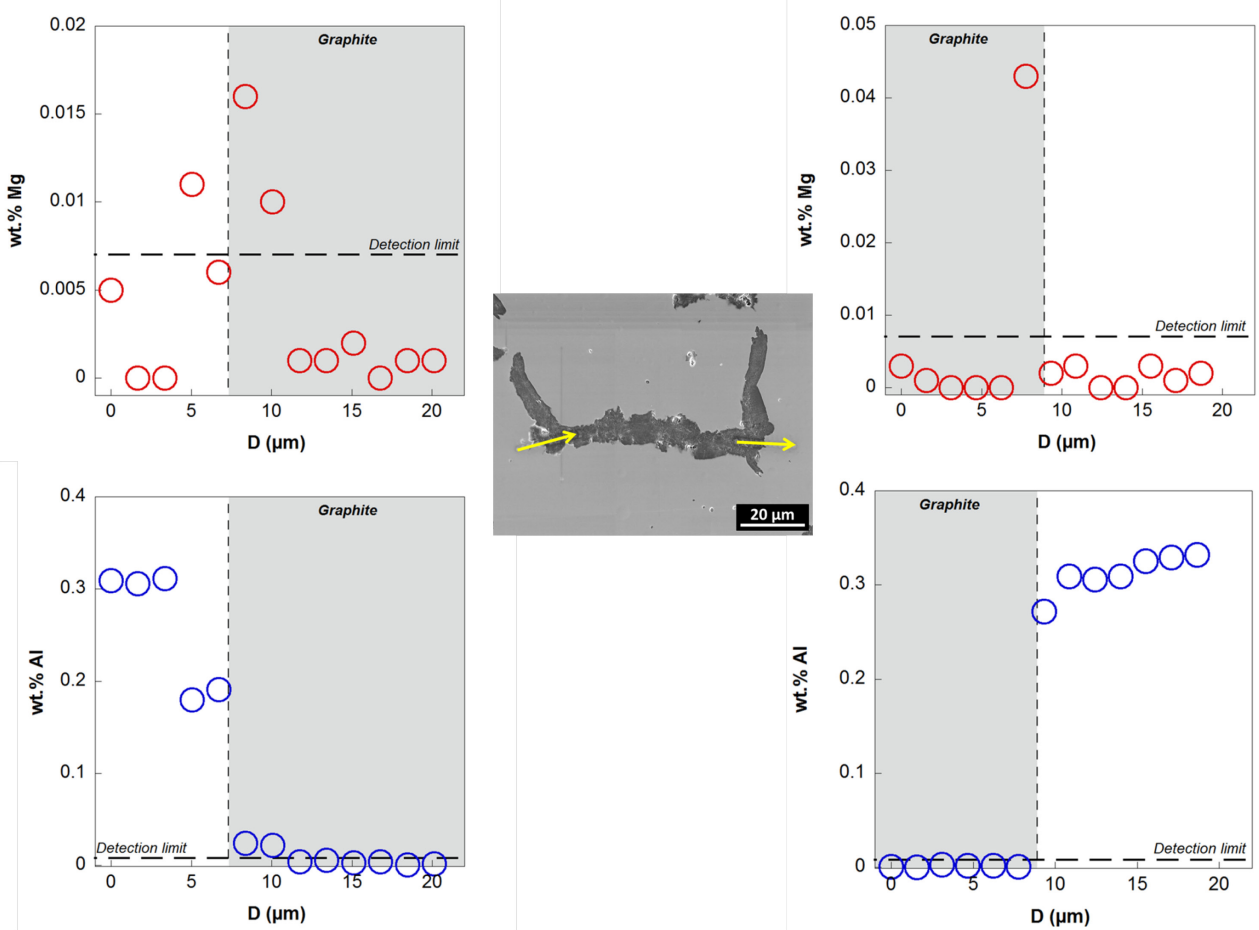 0.02
0.015
0.01
0.005
0
wt.% Mg
Graphite
Detection limit
0 5 10 15 20
D (μm)
0.05
0.04
0.03
0.02
0.01
0
wt.% Mg
Graphite
Detection limit
0 5 10 15 20
D (μm)
20 μm
0.4
0.3
0.2
0.1
0
wt.% Al
Graphite
Detection limit
0 5 10 15 20
D (μm)
0.4
0.3
0.2
0.1
0
wt.% Al
Graphite
Detection limit
0 5 10 15 20
D (μm)